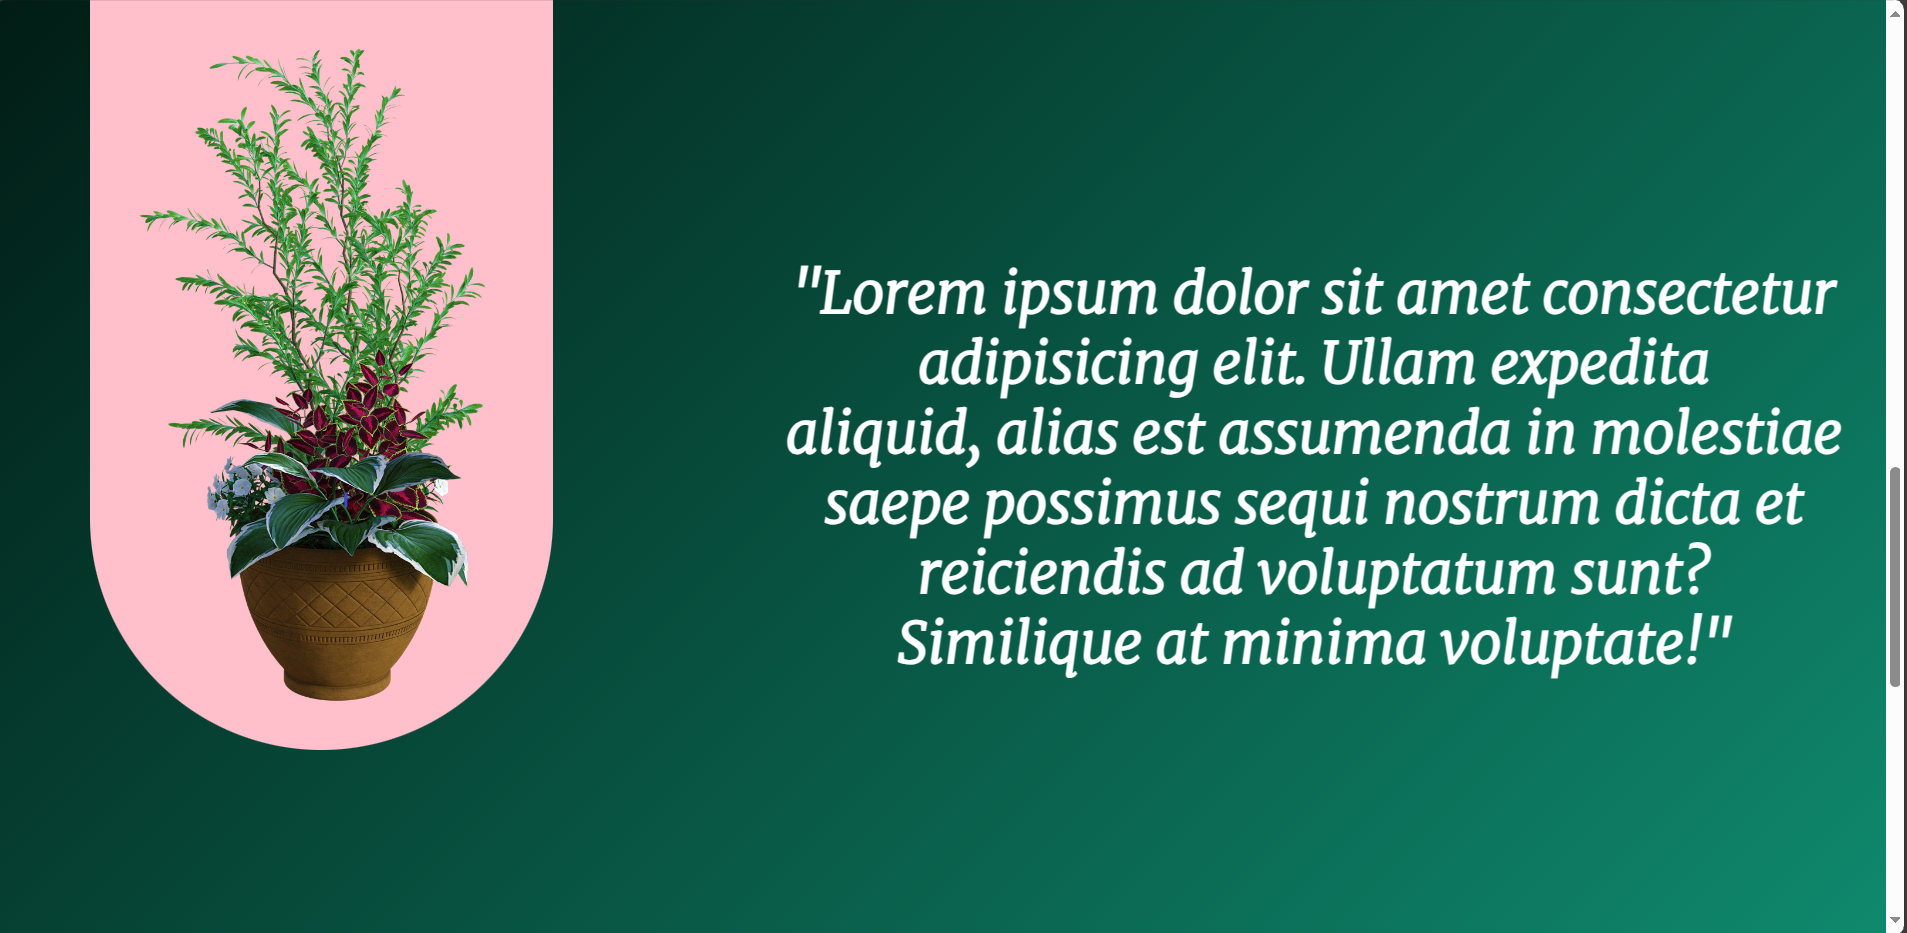 "Lorem ipsum dolor sit amet consectetur
adipisicing elit. Ullam expedita
aliquid, alias est assumenda in molestiae
saepe possimus sequi nostrum dicta et
reiciendis ad voluptatum sunt?
Similique at minima voluptate!"